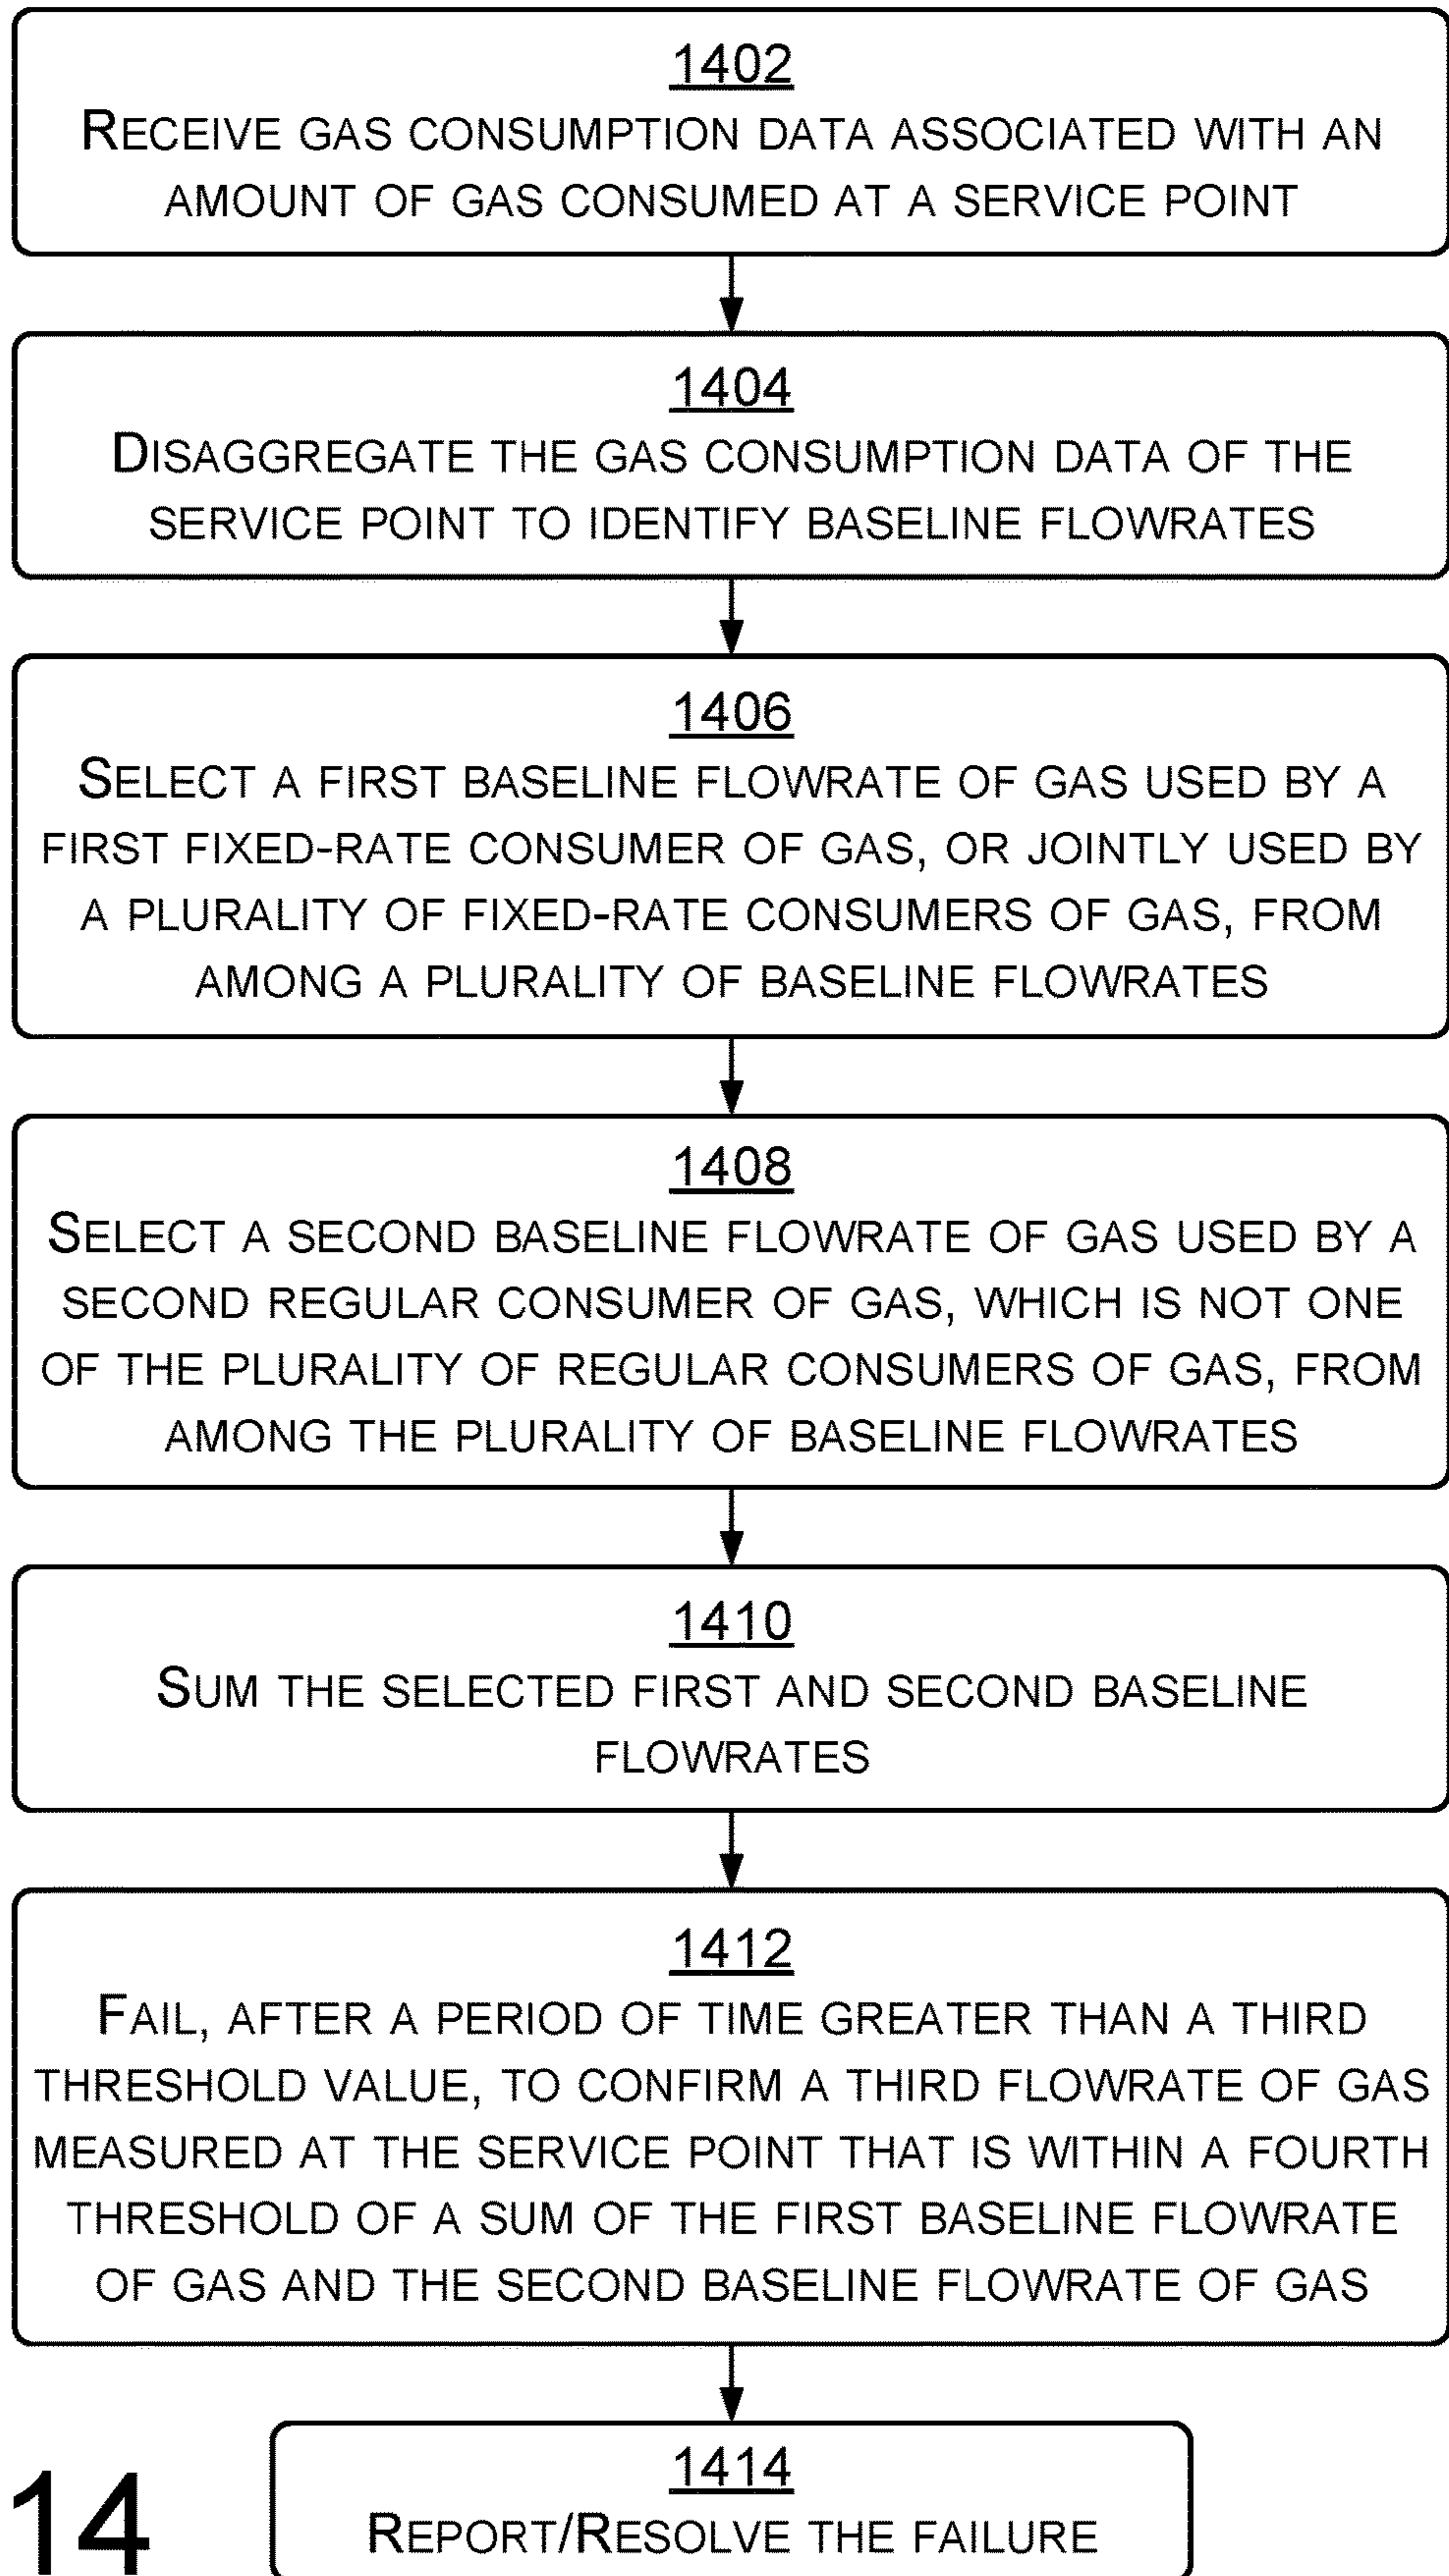 1402
RECEIVE GAS CONSUMPTION DATA ASSOCIATED WITH AN
AMOUNT OF GAS CONSUMED AT A SERVICE POINT
1404
DISAGGREGATE THE GAS CONSUMPTION DATA OF THE
SERVICE POINT TO IDENTIFY BASELINE FLOWRATES
1406
SELECT A FIRST BASELINE FLOWRATE OF GAS USED BY A
FIRST FIXED-RATE CONSUMER OF GAS, OR JOINTLY USED BY
A PLURALITY OF FIXED-RATE CONSUMERS OF GAS, FROM
AMONG A PLURALITY OF BASELINE FLOWRATES
1408
SELECT A SECOND BASELINE FLOWRATE OF GAS USED BY A
SECOND REGULAR CONSUMER OF GAS, WHICH IS NOT ONE
OF THE PLURALITY OF REGULAR CONSUMERS OF GAS, FROM
AMONG THE PLURALITY OF BASELINE FLOWRATES
1410
SUM THE SELECTED FIRST AND SECOND BASELINE
FLOWRATES
1412
FAIL, AFTER A PERIOD OF TIME GREATER THAN A THIRD
THRESHOLD VALUE, TO CONFIRM A THIRD FLOWRATE OF GAS
MEASURED AT THE SERVICE POINT THAT IS WITHIN A FOURTH
THRESHOLD OF A SUM OF THE FIRST BASELINE FLOWRATE
OF GAS AND THE SECOND BASELINE FLOWRATE OF GAS
14
1414
REPORT/RESOLVE THE FAILURE